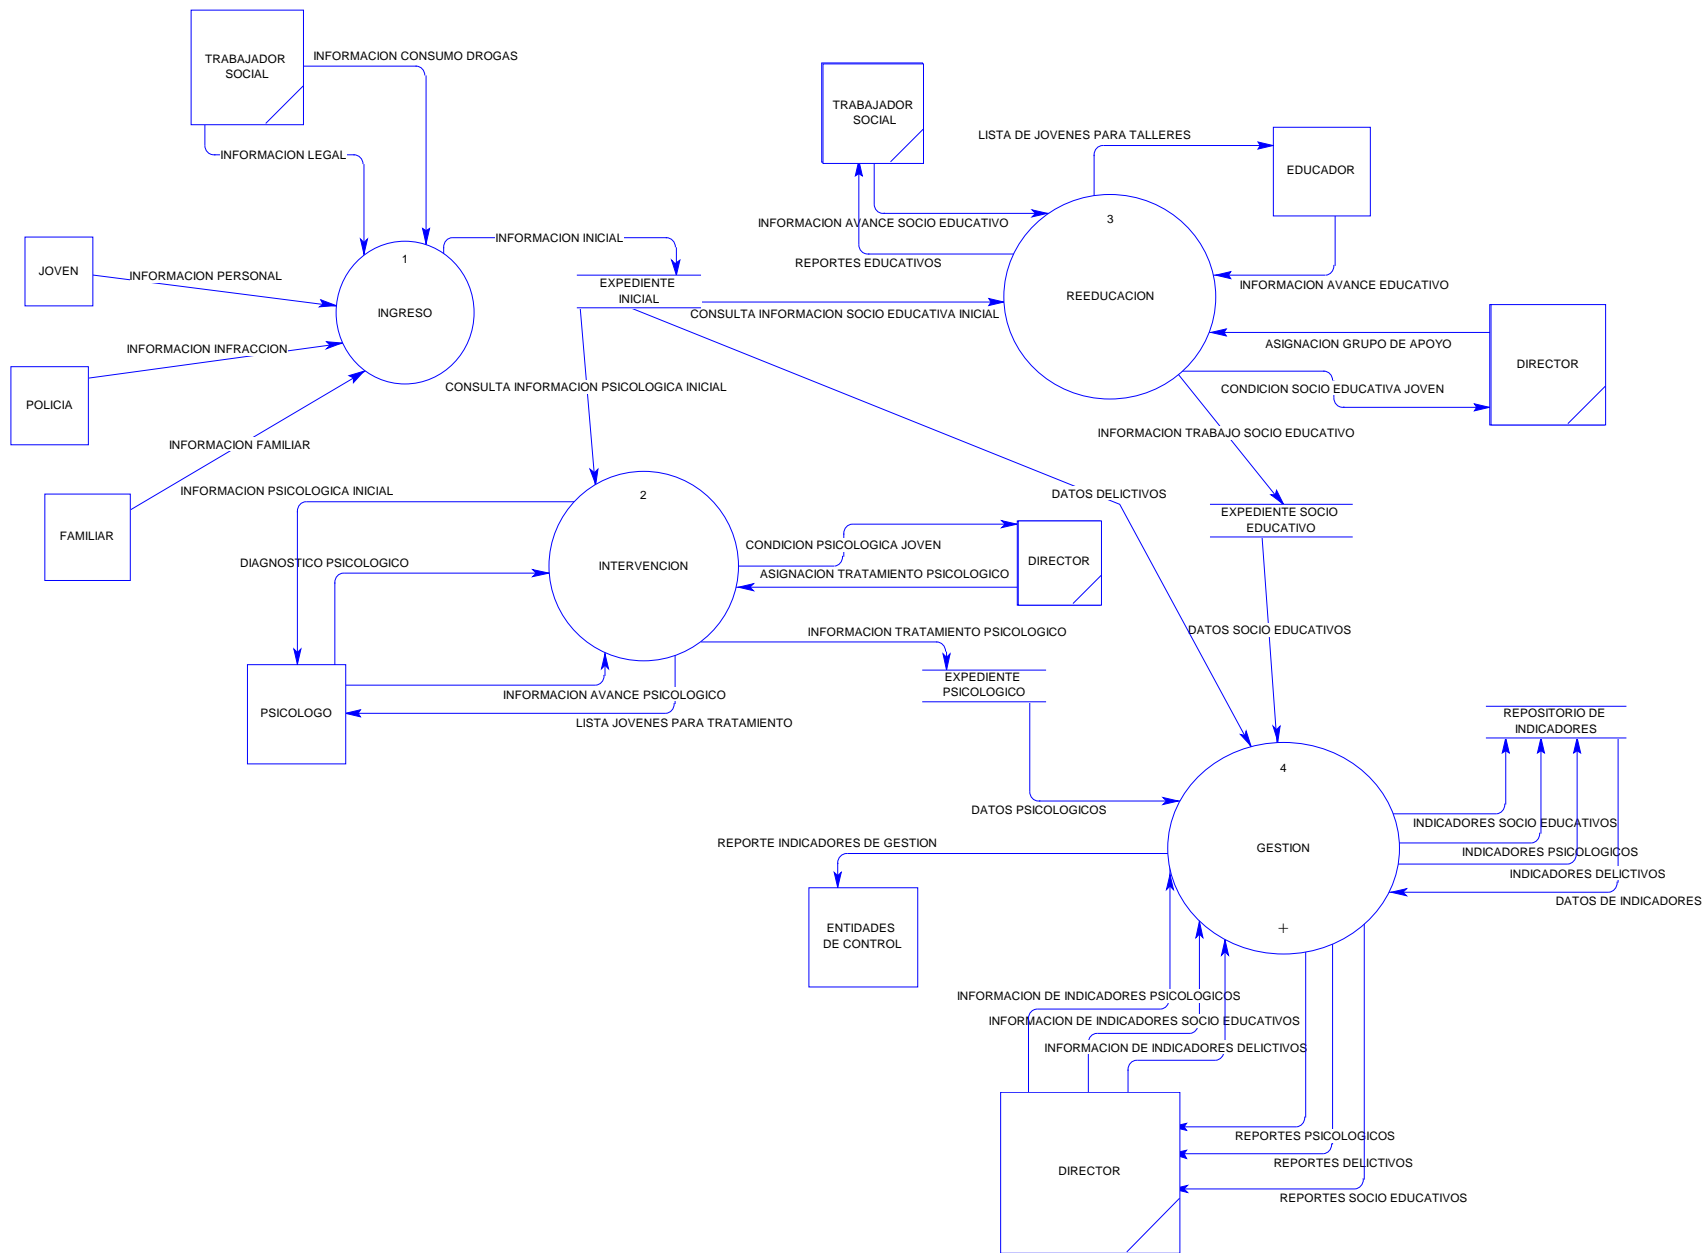 TRABAJADOR
SOCIAL
INFORMACION CONSUMO DROGAS
INFORMACION LEGAL
JOVEN
INFORMACION PERSONAL
POLICIA
INFORMACION INFRACCION
FAMILIAR
INFORMACION FAMILIAR
1
INGRESO
INFORMACION INICIAL
EXPEDIENTE
INICIAL
CONSULTA INFORMACION SOCIO EDUCATIVA INICIAL
CONSULTA INFORMACION PSICOLOGICA INICIAL
TRABAJADOR
SOCIAL
INFORMACION AVANCE SOCIO EDUCATIVO
REPORTES EDUCATIVOS
LISTA DE JOVENES PARA TALLERES
EDUCADOR
INFORMACION AVANCE EDUCATIVO
3
REEDUCACION
ASIGNACION GRUPO DE APOYO
DIRECTOR
CONDICION SOCIO EDUCATIVA JOVEN
INFORMACION TRABAJO SOCIO EDUCATIVO
EXPEDIENTE SOCIO
EDUCATIVO
DATOS DELICTIVOS
DATOS SOCIO EDUCATIVOS
INFORMACION PSICOLOGICA INICIAL
DIAGNOSTICO PSICOLOGICO
2
INTERVENCION
CONDICION PSICOLOGICA JOVEN
ASIGNACION TRATAMIENTO PSICOLOGICO
DIRECTOR
PSICOLOGO
INFORMACION AVANCE PSICOLOGICO
LISTA JOVENES PARA TRATAMIENTO
INFORMACION TRATAMIENTO PSICOLOGICO
EXPEDIENTE
PSICOLOGICO
DATOS PSICOLOGICOS
REPOSITORIO DE
INDICADORES
4
GESTION
+
INDICADORES SOCIO EDUCATIVOS
INDICADORES PSICOLOGICOS
INDICADORES DELICTIVOS
DATOS DE INDICADORES
REPORTE INDICADORES DE GESTION
ENTIDADES
DE CONTROL
INFORMACION DE INDICADORES PSICOLOGICOS
INFORMACION DE INDICADORES SOCIO EDUCATIVOS
INFORMACION DE INDICADORES DELICTIVOS
DIRECTOR
REPORTES PSICOLOGICOS
REPORTES DELICTIVOS
REPORTES SOCIO EDUCATIVOS